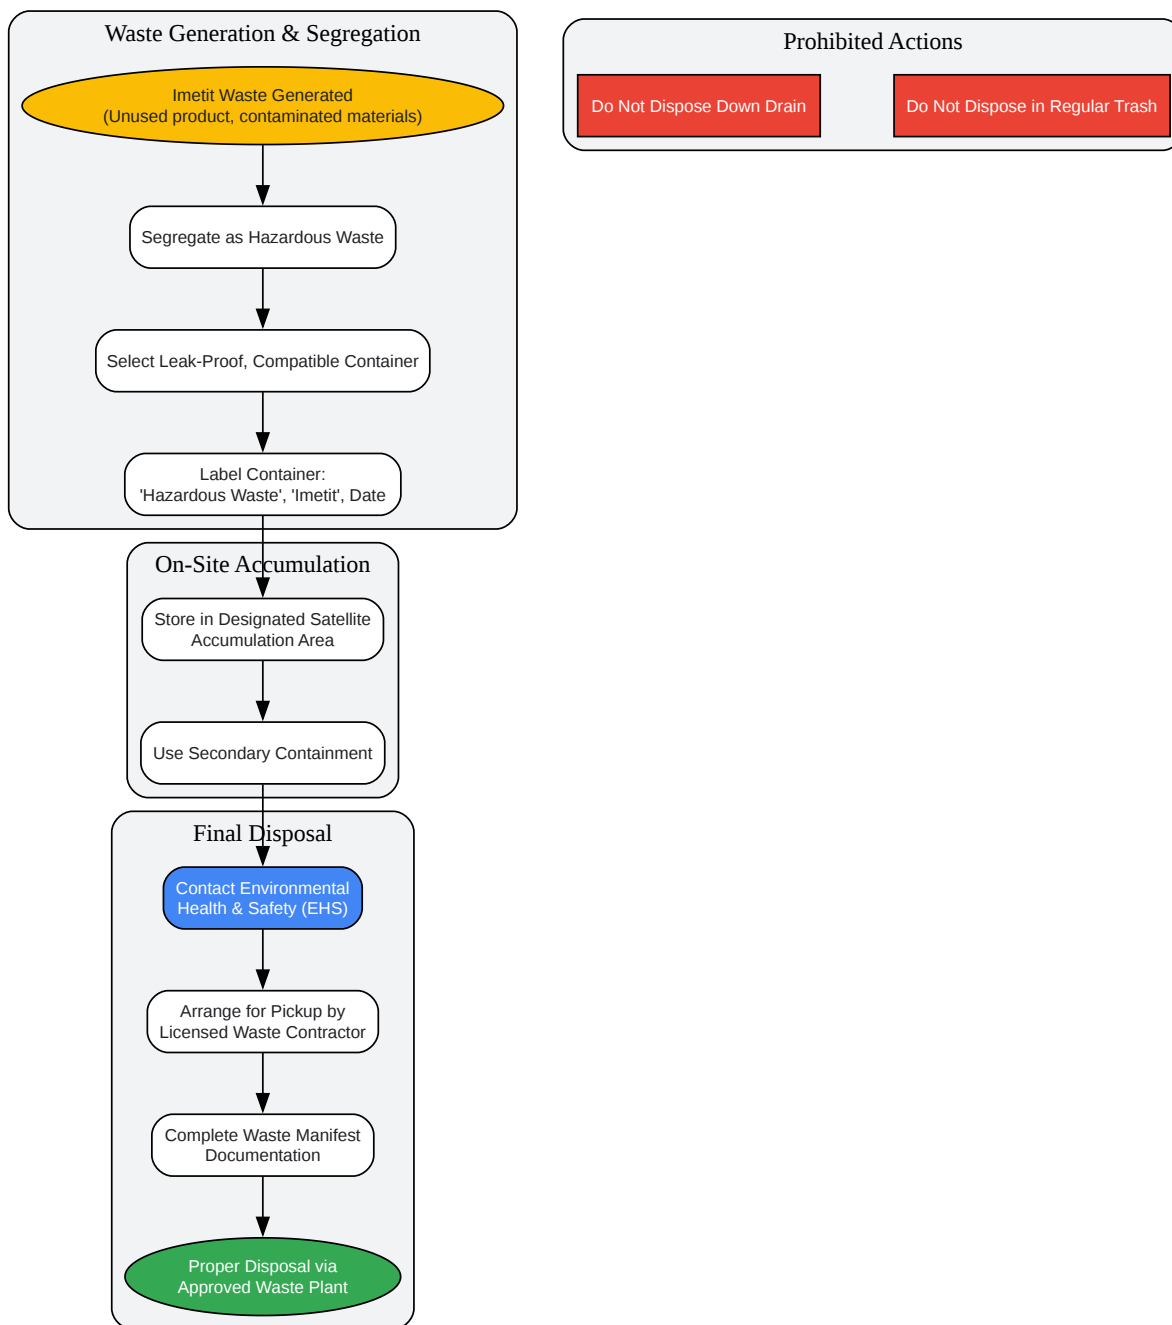 Waste Generation & Segregation
Imetit Waste Generated
(Unused product, contaminated materials)
Segregate as Hazardous Waste
Select Leak-Proof, Compatible Container
Label Container:
'Hazardous Waste', 'Imetit', Date
On-Site Accumulation
Store in Designated Satellite
Accumulation Area
Use Secondary Containment
Final Disposal
Contact Environmental
Health & Safety (EHS)
Arrange for Pickup by
Licensed Waste Contractor
Complete Waste Manifest
Documentation
Proper Disposal via
Approved Waste Plant
Prohibited Actions
Do Not Dispose Down Drain
Do Not Dispose in Regular Trash